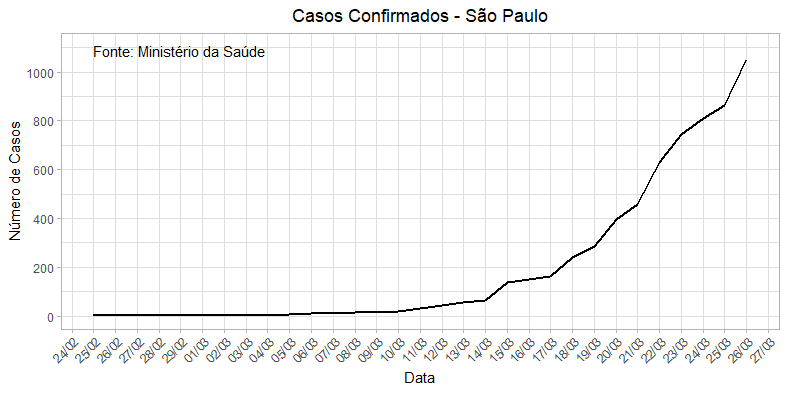 Casos Confirmados - São Paulo
Fonte: Ministério da Saúde
Número de Casos
1000
800
600
400
200
0
24/02 25/02 26/02 27/02 28/02 29/02 01/03 02/03 03/03 04/03 05/03 06/03 07/03 08/03 09/03 10/03 11/03 12/03 13/03 14/03 15/03 16/03 17/03 18/03 19/03 20/03 21/03 22/03 23/03 24/03 25/03 26/03 27/03
Data